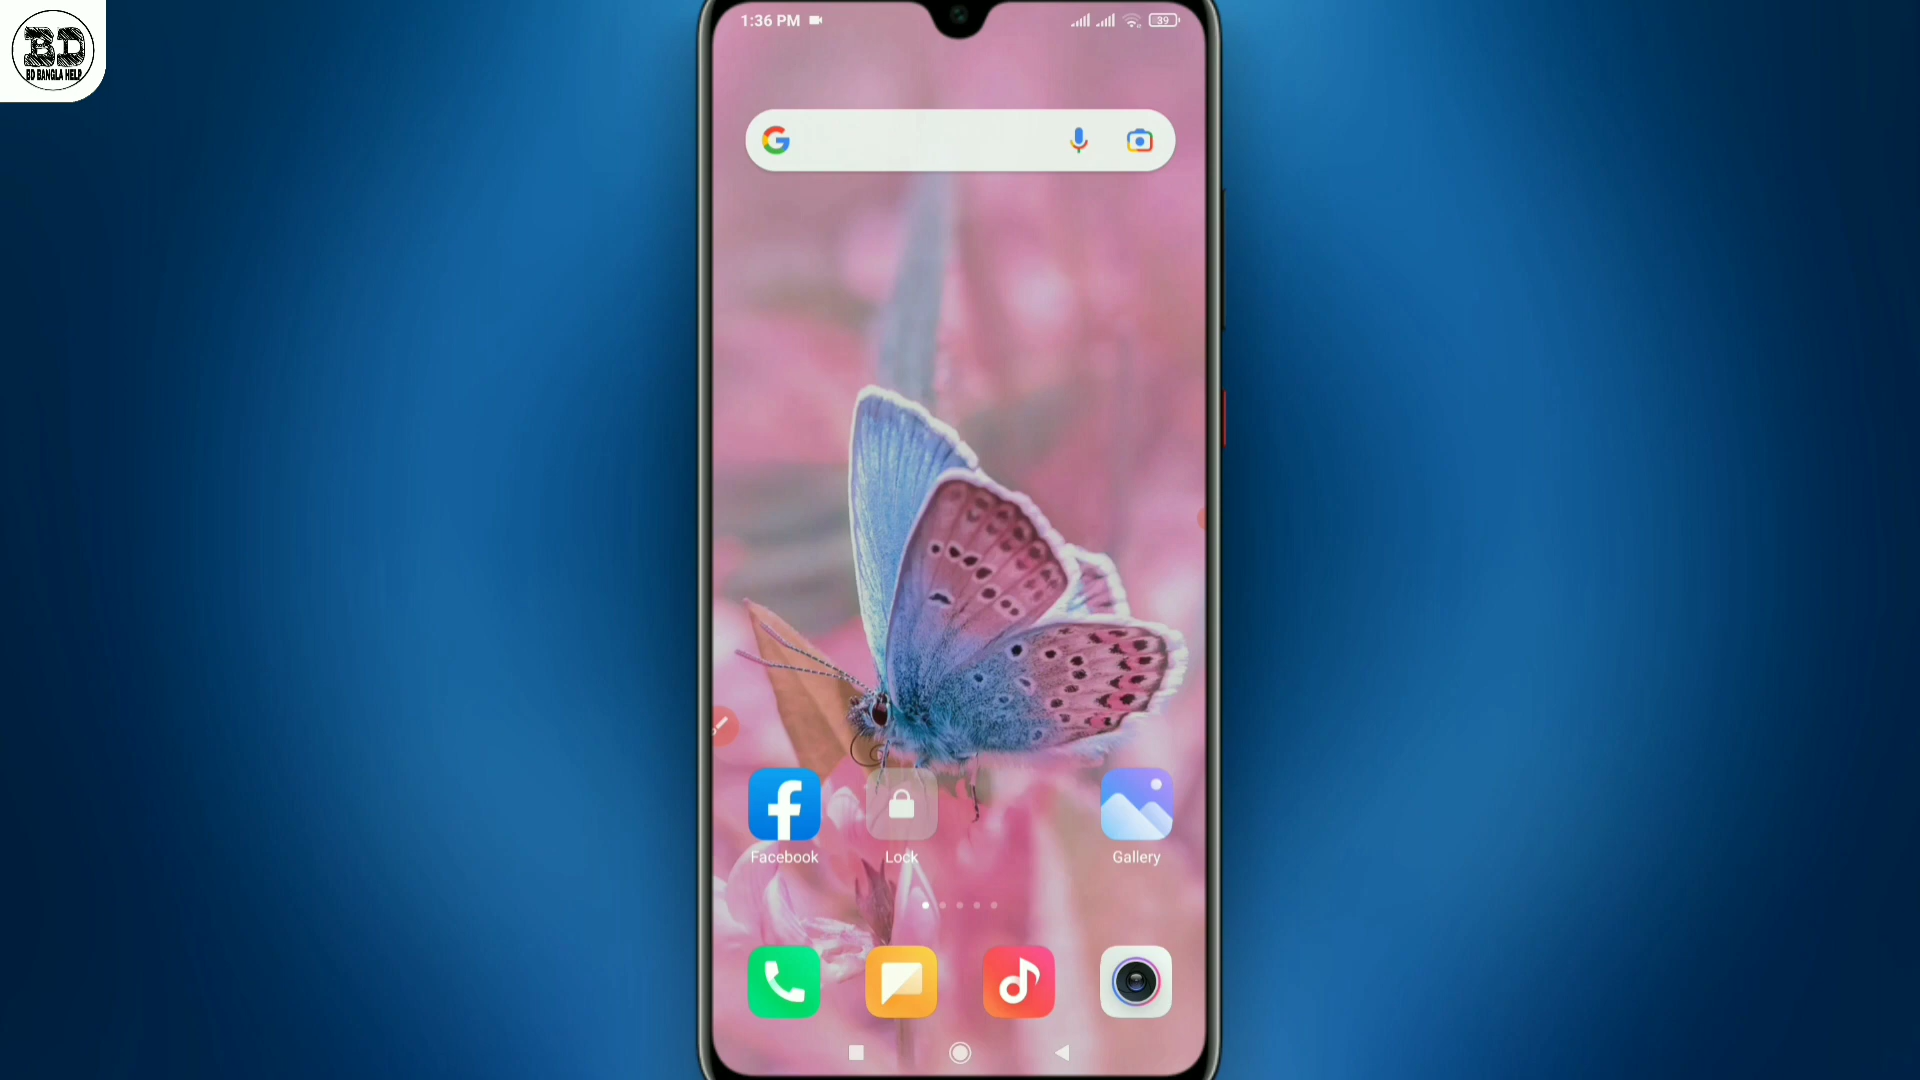 BD
BD BANGLA HELP
1:36 PM
39
Facebook
Lock
Gallery